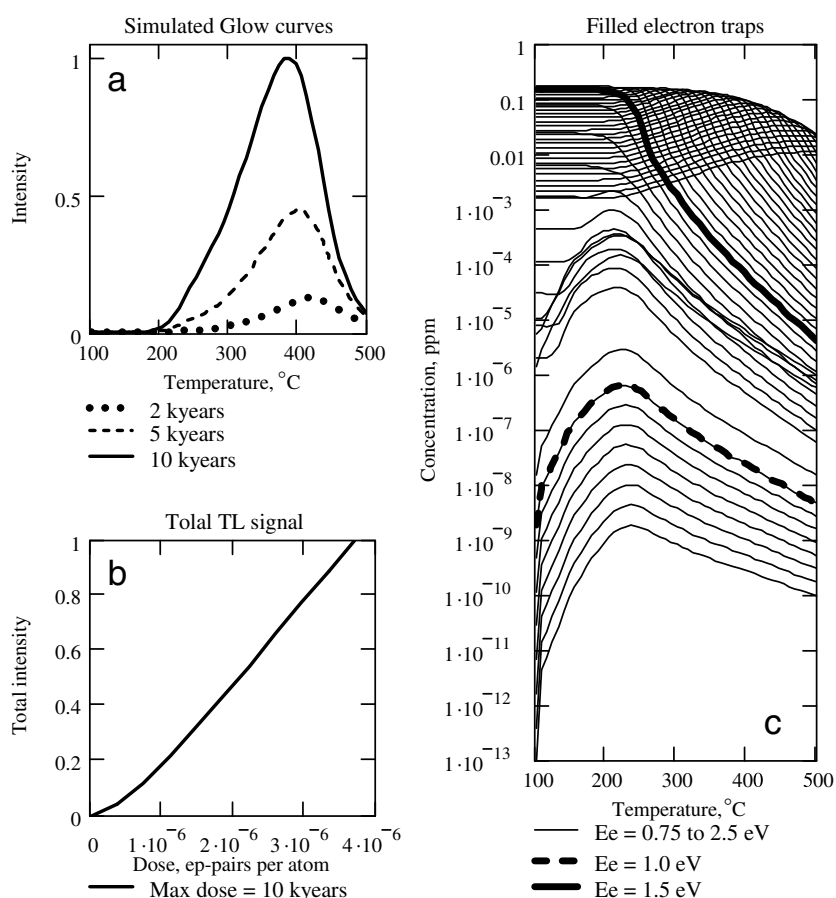 Simulated Glow curves
a
Intensity
1
0.5
0
100 200 300 400 500
Temperature, °C
2 kyears
5 kyears
10 kyears
Tolal TL signal
b
Total intensity
1
0.8
0.6
0.4
0.2
0
0 1·10⁻⁶ 2·10⁻⁶ 3·10⁻⁶ 4·10⁻⁶
Dose, ep-pairs per atom
Max dose = 10 kyears
Filled electron traps
Concentration, ppm
1
0.1
0.01
1·10⁻³
1·10⁻⁴
1·10⁻⁵
1·10⁻⁶
1·10⁻⁷
1·10⁻⁸
1·10⁻⁹
1·10⁻¹⁰
1·10⁻¹¹
1·10⁻¹²
1·10⁻¹³
c
100 200 300 400 500
Temperature, °C
Ee = 0.75 to 2.5 eV
Ee = 1.0 eV
Ee = 1.5 eV